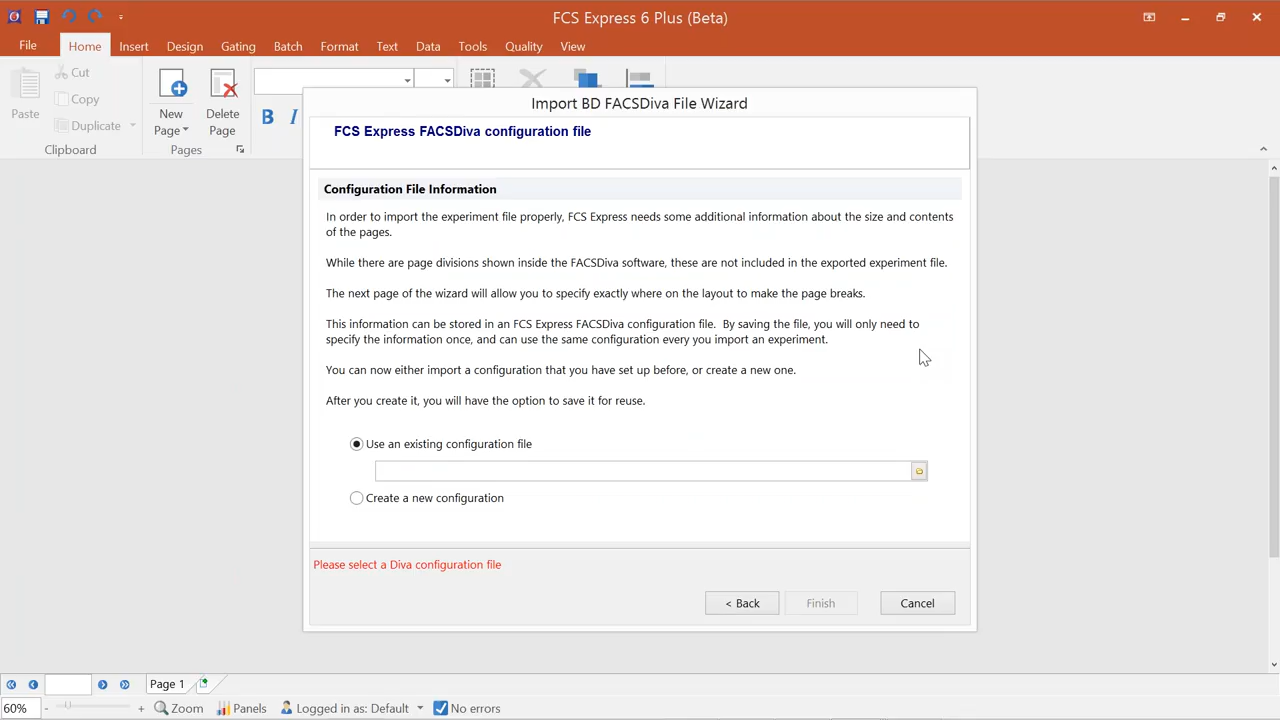 FCS Express 6 Plus (Beta)
File Home Insert Design Gating Batch Format Text Data Tools Quality View
Paste
Cut
Copy
Duplicate
Clipboard
New
Page
Delete
Page
Pages
B I
Import BD FACSDiva File Wizard
FCS Express FACSDiva configuration file
Configuration File Information
In order to import the experiment file properly, FCS Express needs some additional information about the size and contents
of the pages.
While there are page divisions shown inside the FACSDiva software, these are not included in the exported experiment file.
The next page of the wizard will allow you to specify exactly where on the layout to make the page breaks.
This information can be stored in an FCS Express FACSDiva configuration file.  By saving the file, you will only need to
specify the information once, and can use the same configuration every you import an experiment.
You can now either import a configuration that you have set up before, or create a new one.
After you create it, you will have the option to save it for reuse.
Use an existing configuration file
Create a new configuration
Please select a Diva configuration file
< Back Finish Cancel
Page 1
60% - + Zoom Panels Logged in as: Default No errors